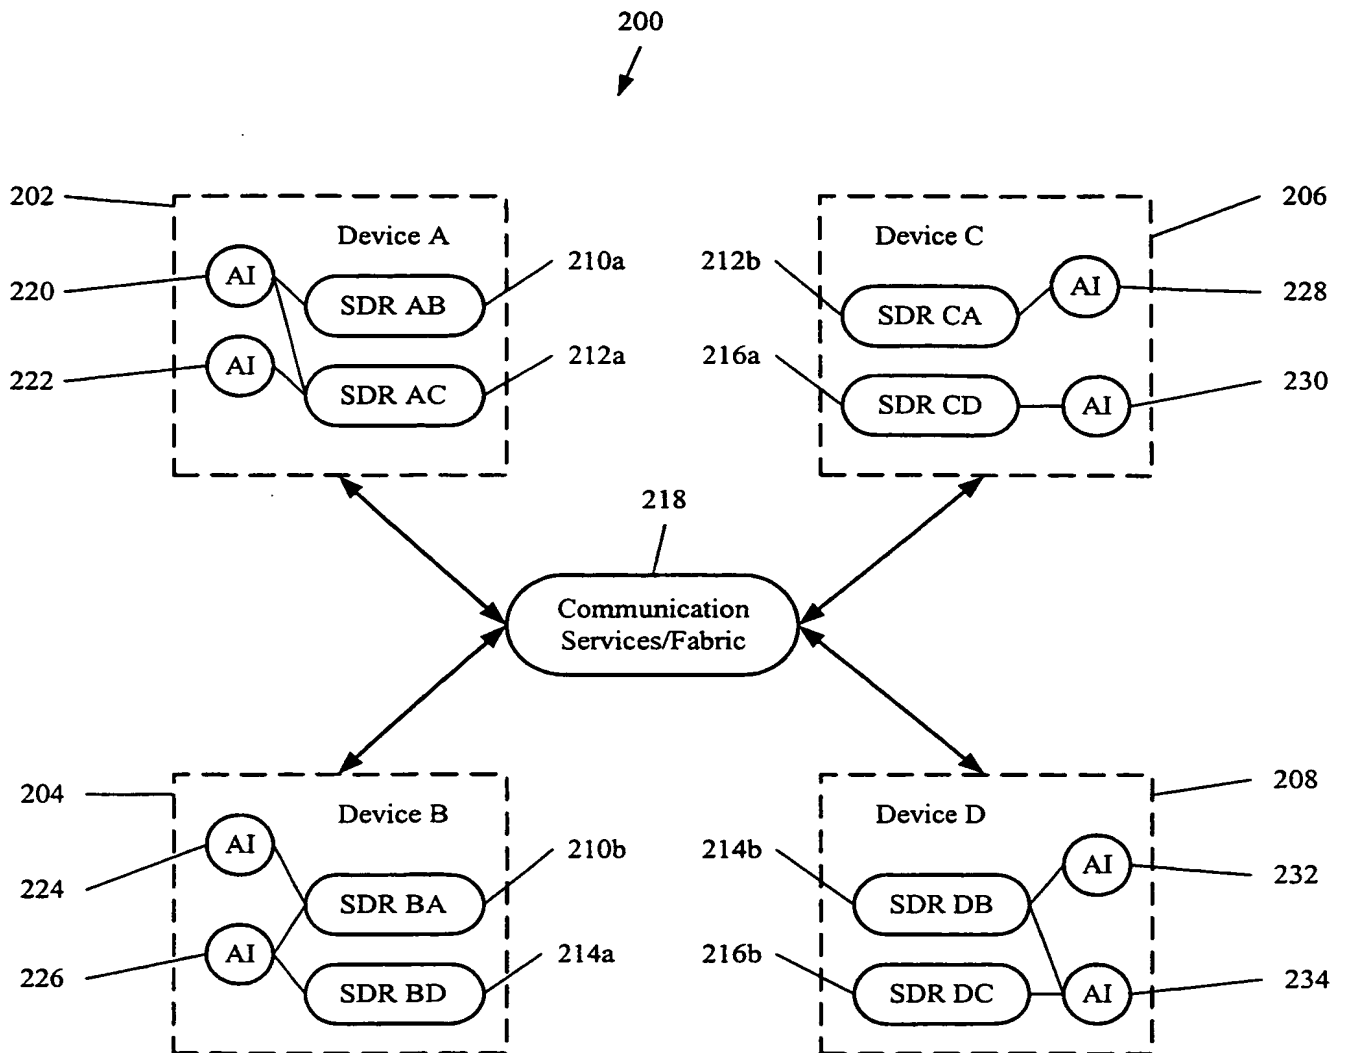 200
202
Device A
220
AI
SDR AB
210a
222
AI
SDR AC
212a
206
Device C
212b
SDR CA
AI
228
216a
SDR CD
AI
230
218
Communication
Services/Fabric
204
Device B
224
AI
SDR BA
210b
226
AI
SDR BD
214a
208
Device D
214b
SDR DB
AI
232
216b
SDR DC
AI
234